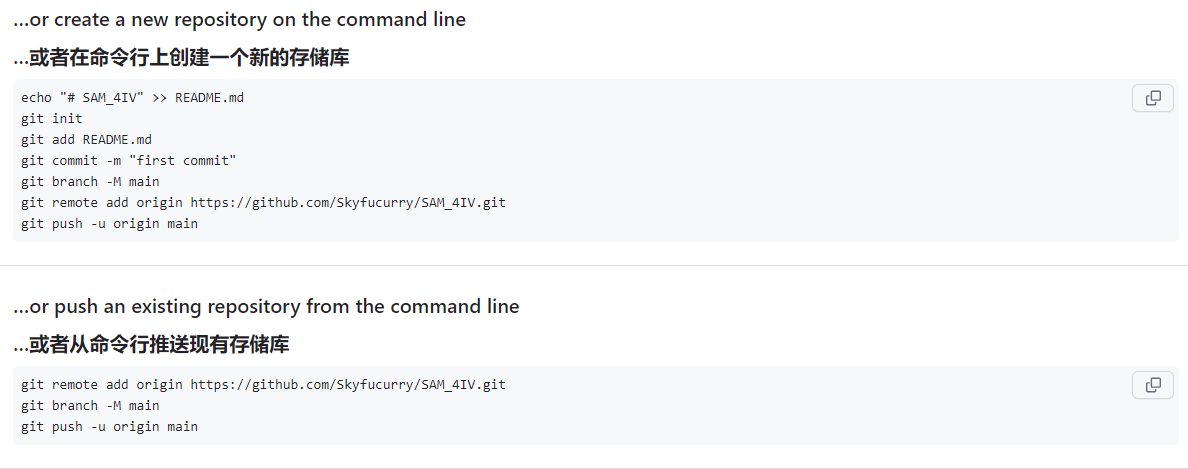 ...or create a new repository on the command line
...或者在命令行上创建一个新的存储库
echo "# SAM_4IV" >> README.md
git init
git add README.md
git commit -m "first commit"
git branch -M main
git remote add origin https://github.com/Skyfucurry/SAM_4IV.git
git push -u origin main
...or push an existing repository from the command line
...或者从命令行推送现有存储库
git remote add origin https://github.com/Skyfucurry/SAM_4IV.git
git branch -M main
git push -u origin main